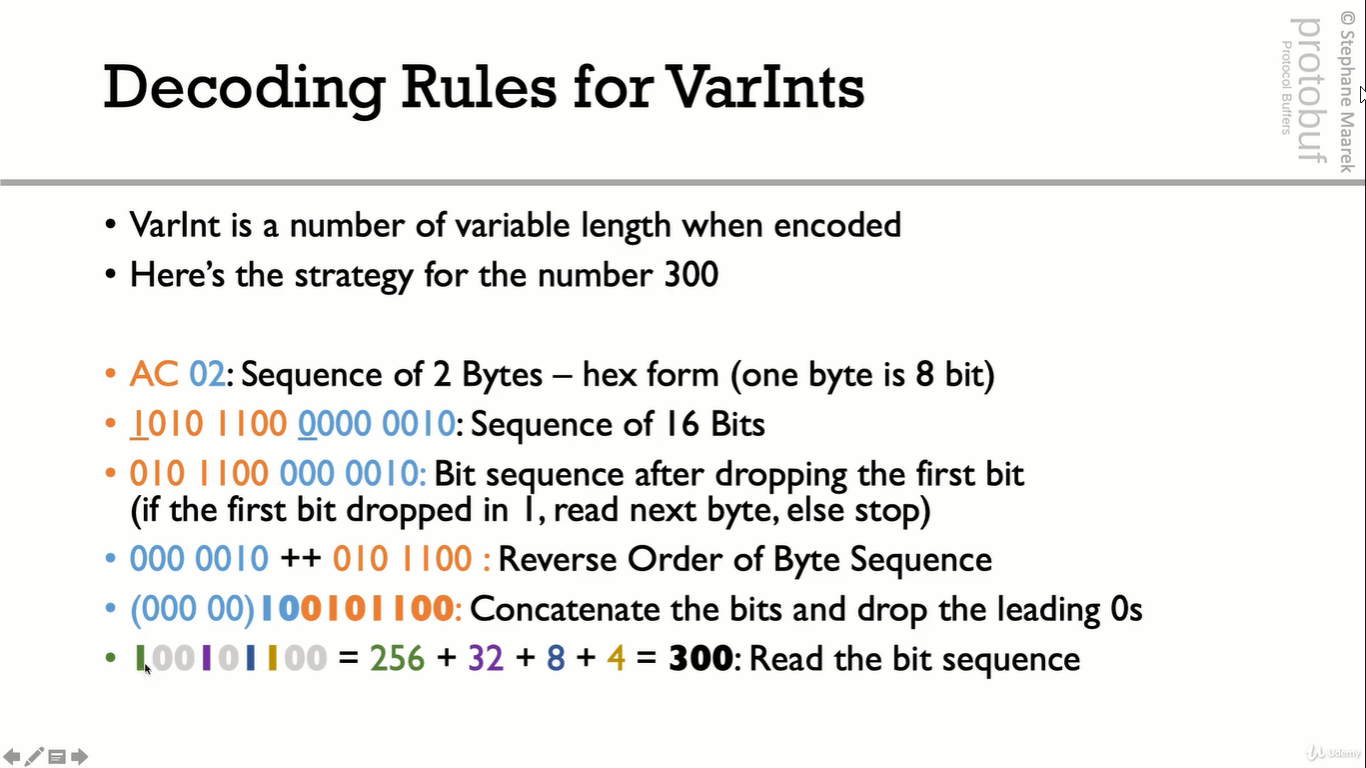 Decoding Rules for VarInts
© Stephane Maarek
protobuf
Protocol Buffers
• VarInt is a number of variable length when encoded
• Here’s the strategy for the number 300
• AC 02: Sequence of 2 Bytes – hex form (one byte is 8 bit)
• 1010 1100 0000 0010: Sequence of 16 Bits
• 010 1100 000 0010: Bit sequence after dropping the first bit
(if the first bit dropped in 1, read next byte, else stop)
• 000 0010 ++ 010 1100 : Reverse Order of Byte Sequence
• (000 00)100101100: Concatenate the bits and drop the leading 0s
• 100101100 = 256 + 32 + 8 + 4 = 300: Read the bit sequence
Udemy